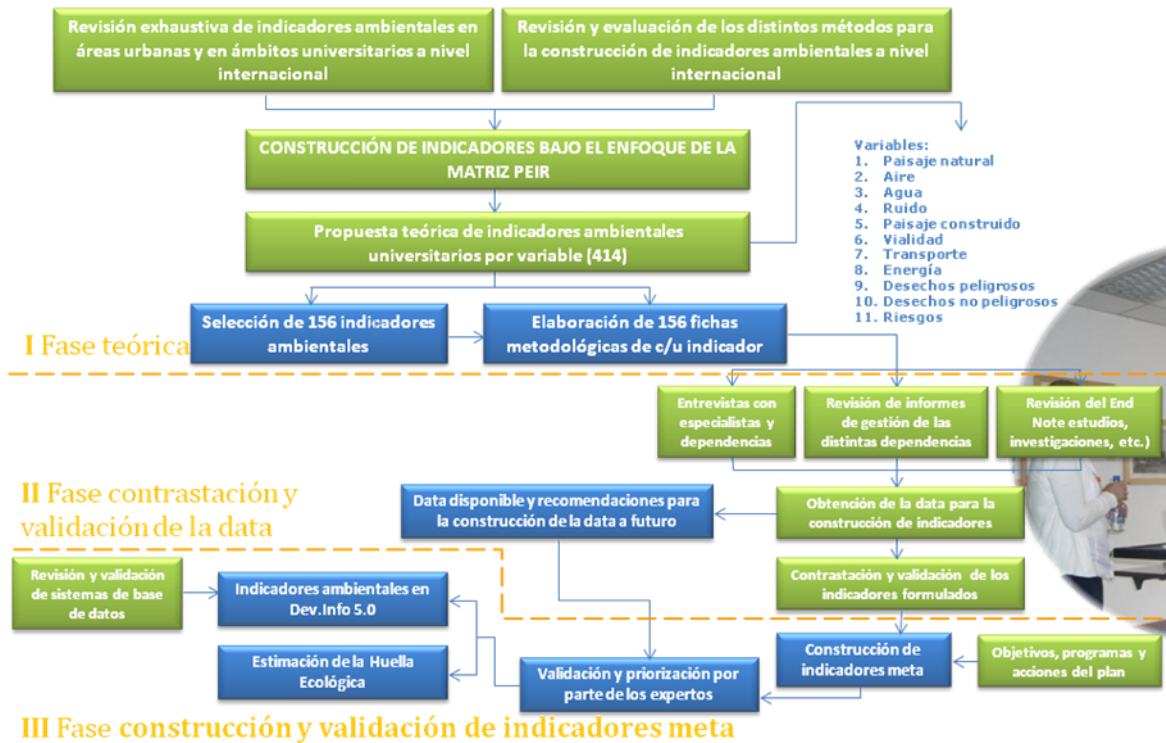 Revisión exhaustiva de indicadores ambientales en
áreas urbanas y en ámbitos universitarios a nivel
internacional
Revisión y evaluación de los distintos métodos para
la construcción de indicadores ambientales a nivel
internacional
CONSTRUCCIÓN DE INDICADORES BAJO EL ENFOQUE DE LA
MATRIZ PEIR
Propuesta teórica de indicadores ambientales
universitarios por variable (414)
Variables:
1. Paisaje natural
2. Aire
3. Agua
4. Ruido
5. Paisaje construido
6. Vialidad
7. Transporte
8. Energía
9. Desechos peligrosos
10. Desechos no peligrosos
11. Riesgos
Selección de 156 indicadores
ambientales
Elaboración de 156 fichas
metodológicas de c/u indicador
I Fase teórica
Entrevistas con
especialistas y
dependencias
Revisión de informes
de gestión de las
distintas dependencias
Revisión del End
Note estudios,
investigaciones, etc.)
II Fase contrastación y
validación de la data
Data disponible y recomendaciones para
la construcción de la data a futuro
Obtención de la data para la
construcción de indicadores
Contrastación y validación de los
indicadores formulados
Revisión y validación
de sistemas de base
de datos
Indicadores ambientales en
Dev.Info 5.0
Estimación de la Huella
Ecológica
Validación y priorización por
parte de los expertos
Construcción de
indicadores meta
Objetivos, programas y
acciones del plan
III Fase construcción y validación de indicadores meta